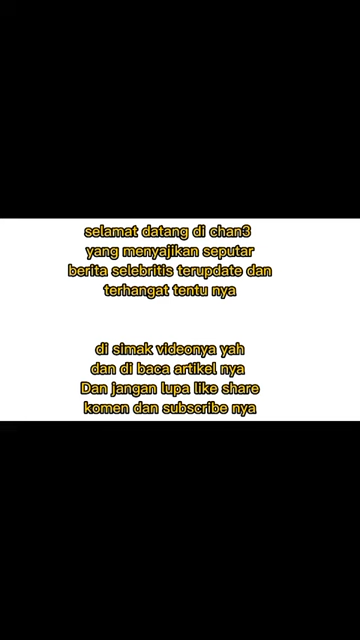 selamat datang di chan3
yang menyajikan seputar
berita selebritis terupdate dan
terhangat tentu nya
di simak videonya yah
dan di baca artikel nya
Dan jangan lupa like share
komen dan subscribe nya